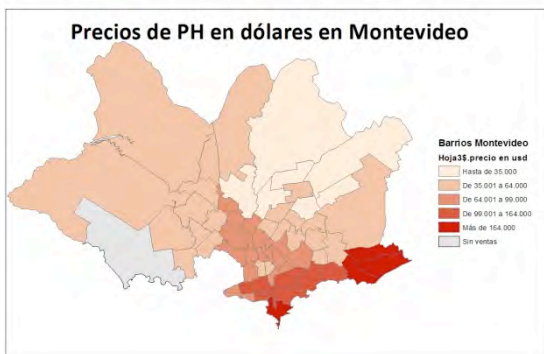 Precios de PH en dólares en Montevideo
Barrios Montevideo
Hoja3$.precio en usd
Hasta de 35.000
De 35.001 a 64.000
De 64.001 a 99.000
De 99.001 a 164.000
Más de 164.000
Sin ventas